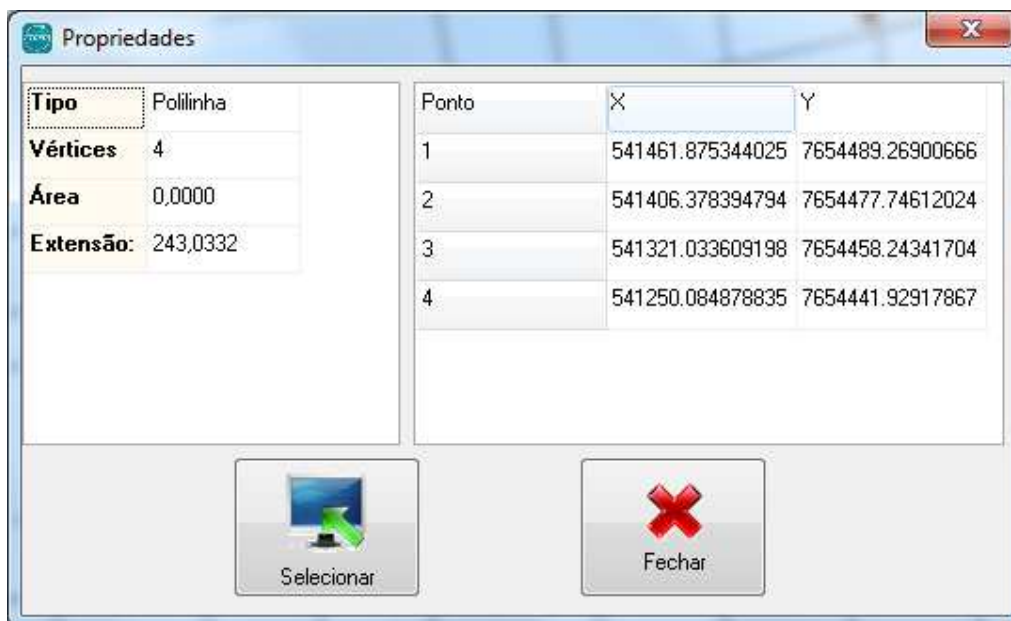 Propriedades
Tipo Polilinha
Vértices 4
Área 0,0000
Extensão: 243,0332
Ponto X Y
1 541461.875344025 7654489.26900666
2 541406.378394794 7654477.74612024
3 541321.033609198 7654458.24341704
4 541250.084878835 7654441.92917867
Selecionar
Fechar